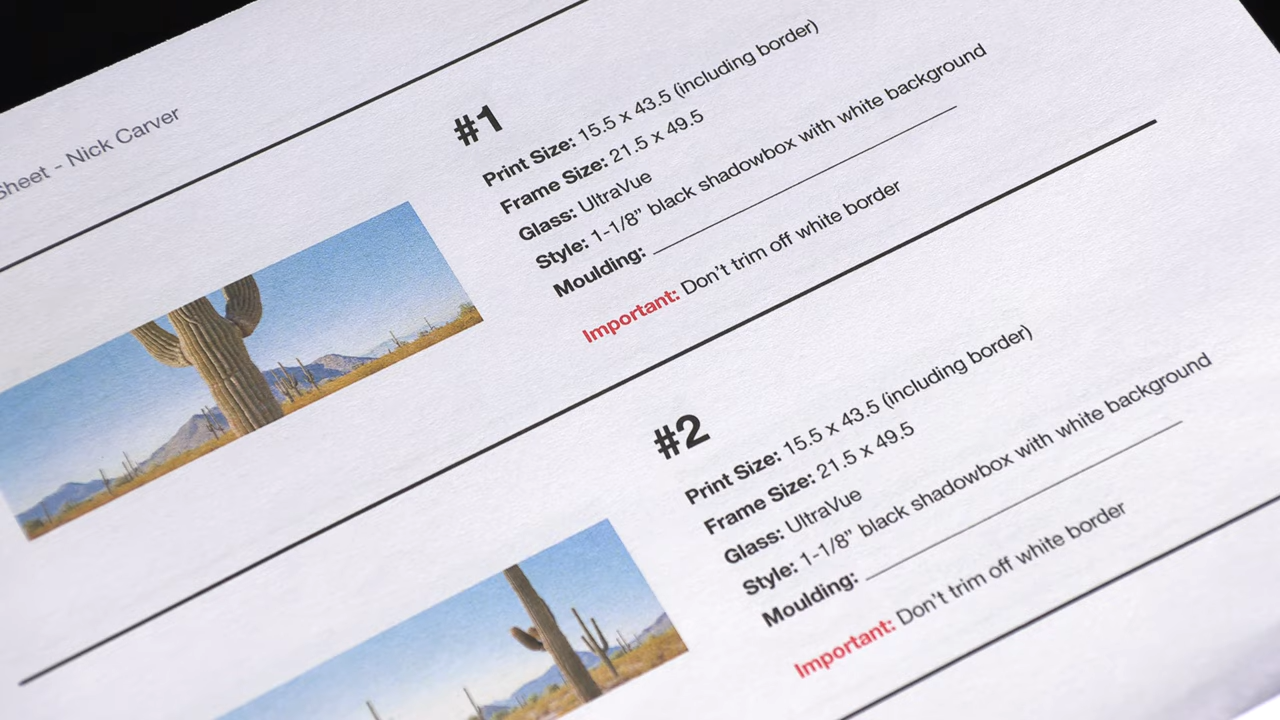 Sheet - Nick Carver
#1
Print Size: 15.5 x 43.5 (including border)
Frame Size: 21.5 x 49.5
Glass: UltraVue
Style: 1-1/8” black shadowbox with white background
Moulding:
Important: Don’t trim off white border
#2
Print Size: 15.5 x 43.5 (including border)
Frame Size: 21.5 x 49.5
Glass: UltraVue
Style: 1-1/8” black shadowbox with white background
Moulding:
Important: Don’t trim off white border